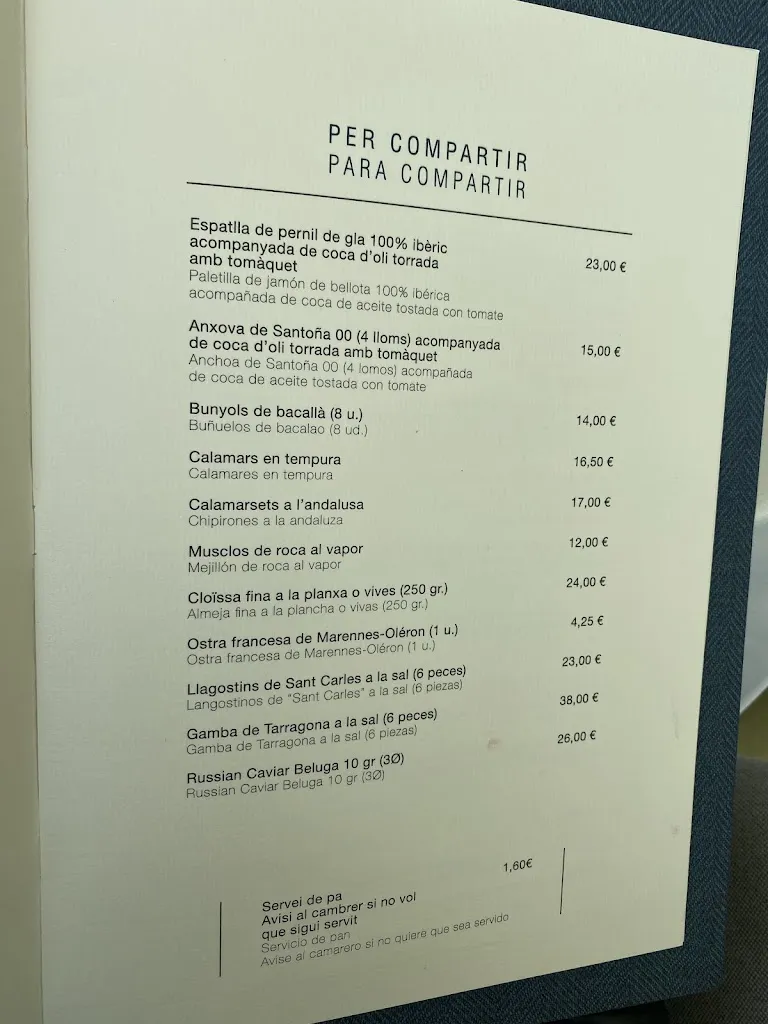 PER COMPARTIR
PARA COMPARTIR
Espatlla de pernil de gla 100% ibèric
acompanyada de coca d'oli torrada
amb tomàquet
23,00 €
Paletilla de jamón de bellota 100% ibérica
acompañada de coca de aceite tostada con tomate
Anxova de Santoña 00 (4 lloms) acompanyada
de coca d'oli torrada amb tomàquet
15,00 €
Anchoa de Santoña 00 (4 lomos) acompañada
de coca de aceite tostada con tomate
Bunyols de bacallà (8 u.)
14,00 €
Buñuelos de bacalao (8 ud.)
Calamars en tempura
16,50 €
Calamares en tempura
Calamarsets a l'andalusa
17,00 €
Chipirones a la andaluza
Musclos de roca al vapor
12,00 €
Mejillón de roca al vapor
Cloïssa fina a la planxa o vives (250 gr.)
24,00 €
Almeja fina a la plancha o vivas (250 gr.)
Ostra francesa de Marennes-Oléron (1 u.)
4,25 €
Ostra francesa de Marennes-Oléron (1 u.)
Llagostins de Sant Carles a la sal (6 peces)
23,00 €
Langostinos de "Sant Carles" a la sal (6 piezas)
Gamba de Tarragona a la sal (6 peces)
38,00 €
Gamba de Tarragona a la sal (6 piezas)
Russian Caviar Beluga 10 gr (3Ø)
26,00 €
Russian Caviar Beluga 10 gr (3Ø)
1,60€
Servei de pa
Avisi al cambrer si no vol
que sigui servit
Servicio de pan
Avise al camarero si no quiere que sea servido